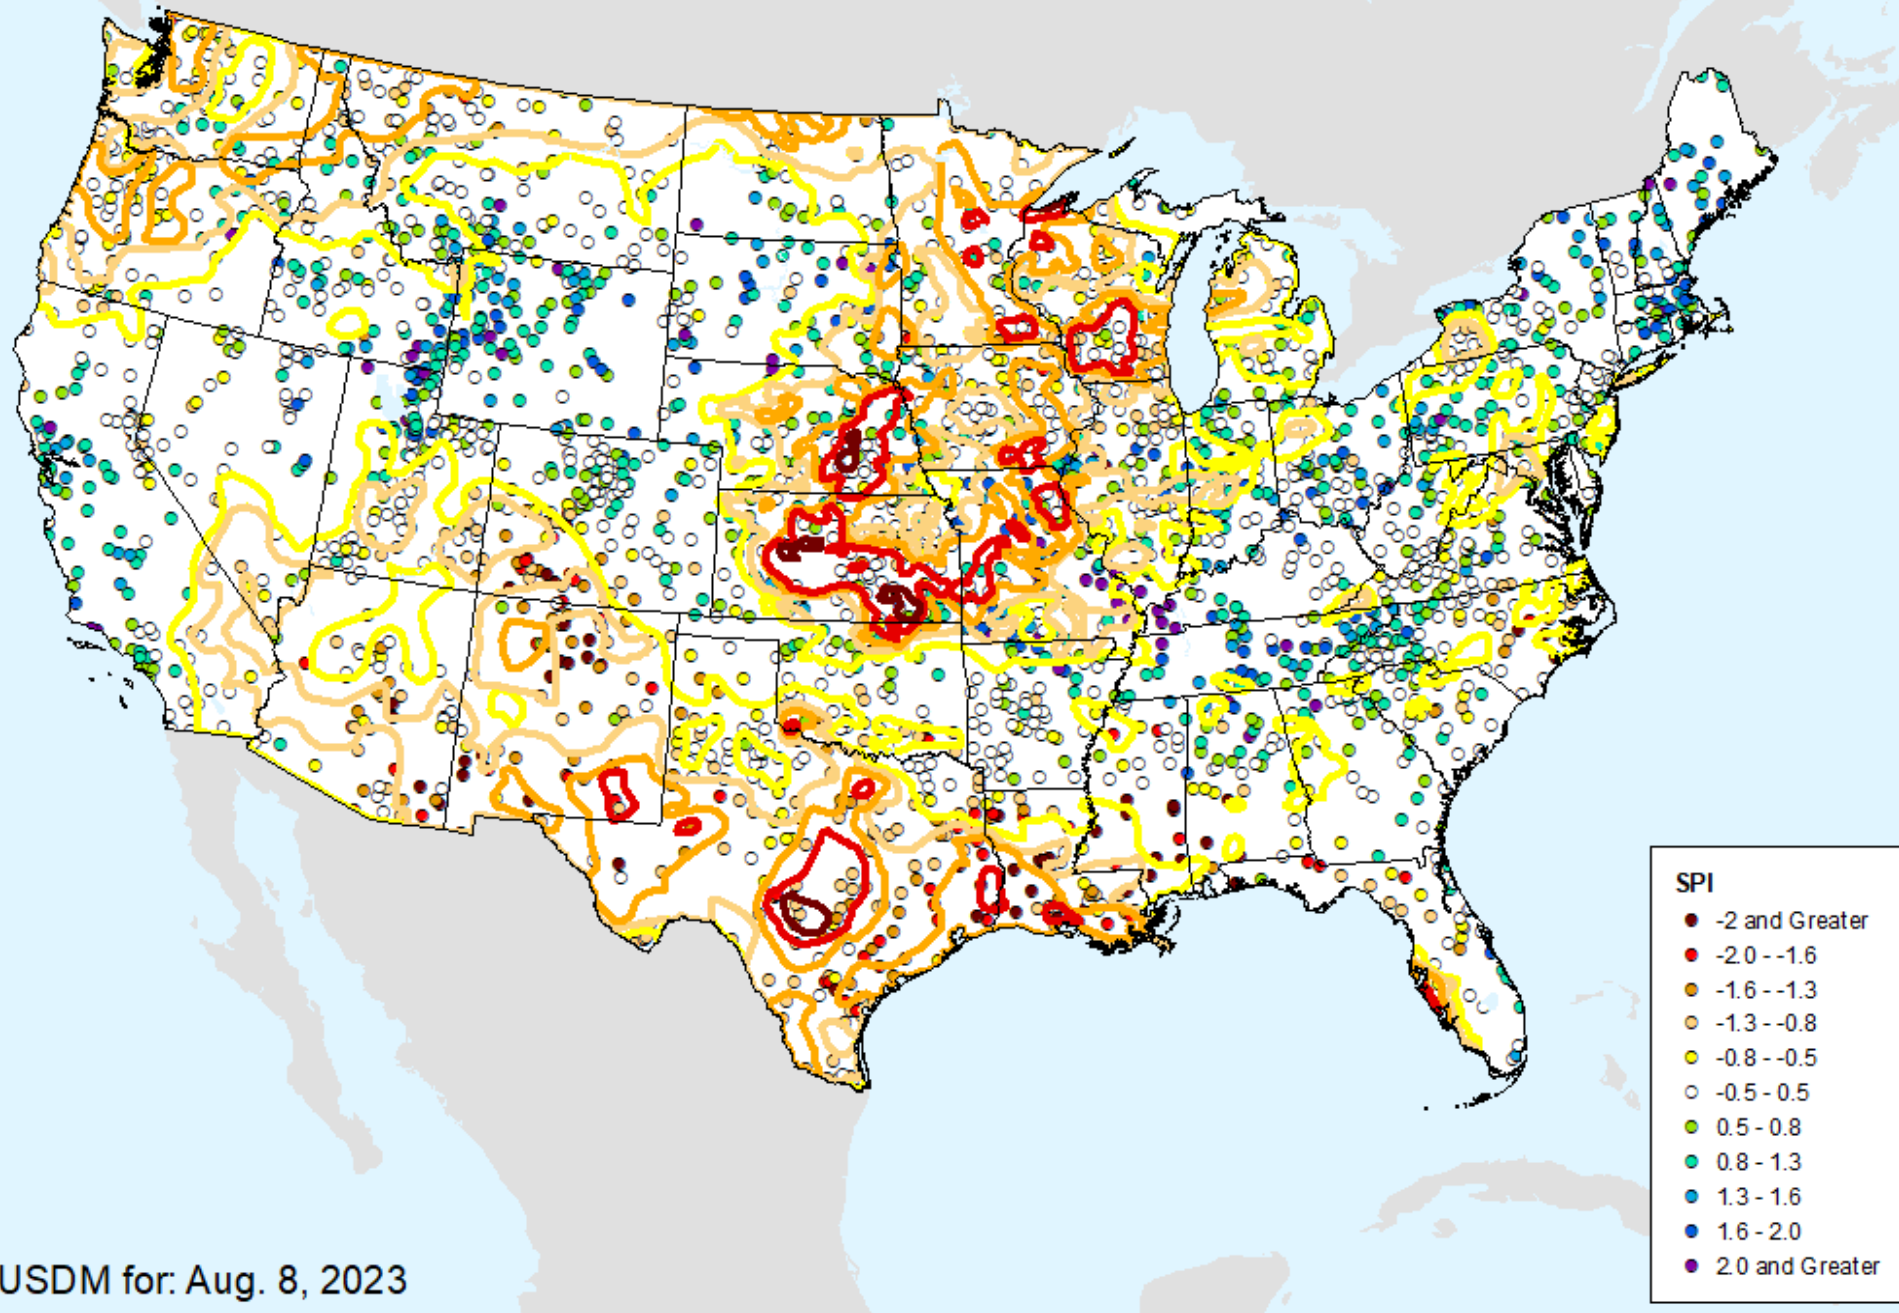 SPI
-2 and Greater
-2.0 - -1.6
-1.6 - -1.3
-1.3 - -0.8
-0.8 - -0.5
-0.5 - 0.5
0.5 - 0.8
0.8 - 1.3
1.3 - 1.6
1.6 - 2.0
2.0 and Greater
USDM for: Aug. 8, 2023